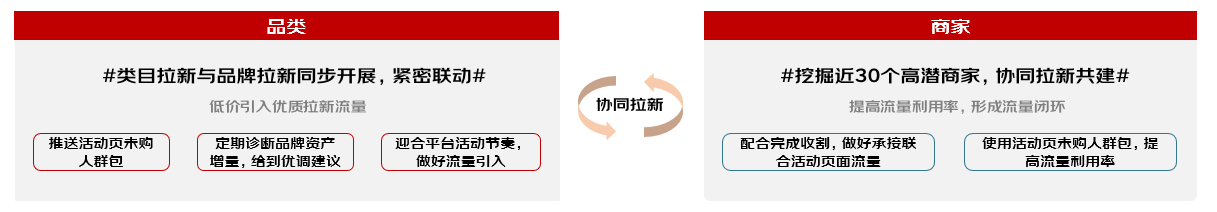 品类
#类目拉新与品牌拉新同步开展，紧密联动#
低价引入优质拉新流量
推送活动页未购
人群包
定期诊断品牌资产
增量，给到优调建议
迎合平台活动节奏，
做好流量引入
协同拉新
商家
#挖掘近30个高潜商家，协同拉新共建#
提高流量利用率，形成流量闭环
配合完成收割，做好承接联
合活动页面流量
使用活动页未购人群包，提
高流量利用率